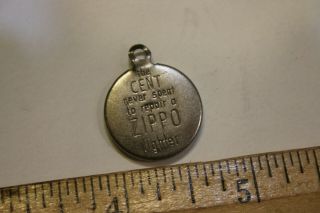 the
CENT
never spent
to repair a
ZIPPO
lighter
4
5